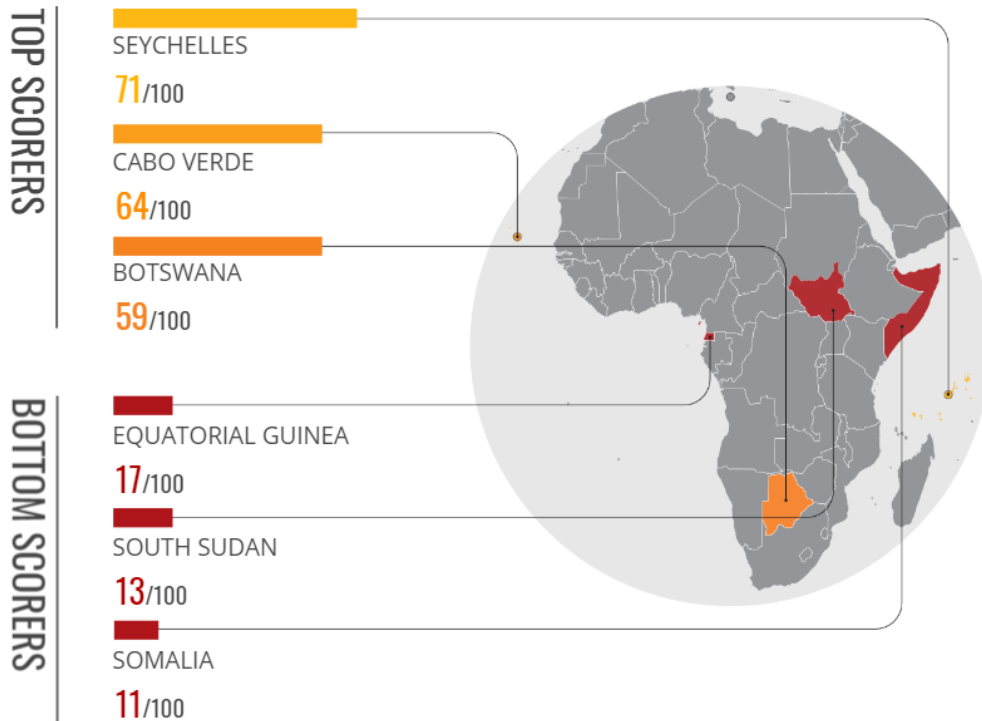 TOP SCORERS
SEYCHELLES
71/100
CABO VERDE
64/100
BOTSWANA
59/100
BOTTOM SCORERS
EQUATORIAL GUINEA
17/100
SOUTH SUDAN
13/100
SOMALIA
11/100